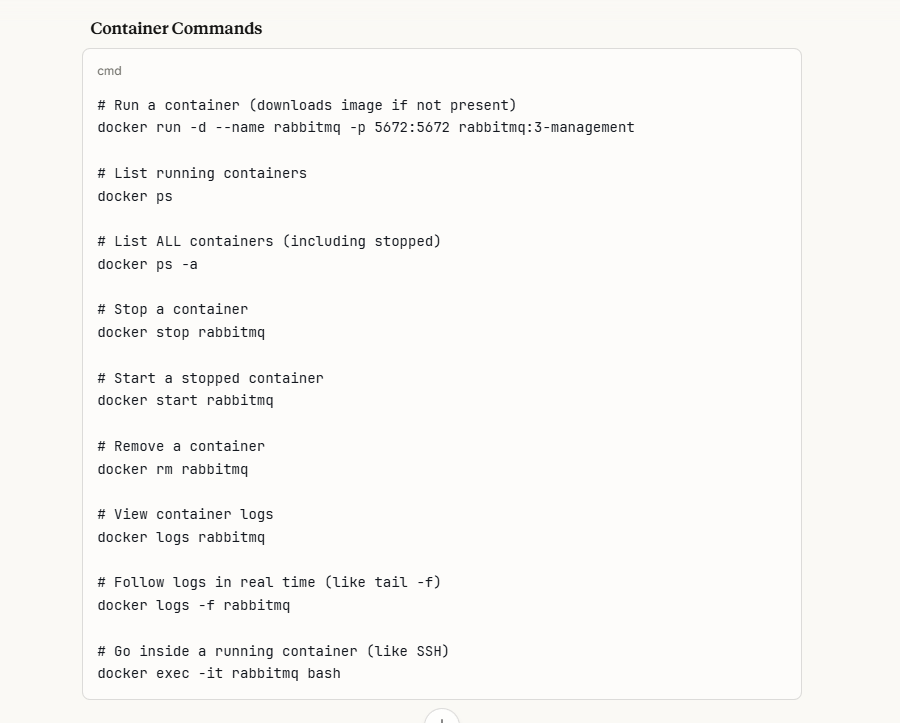 Container Commands
cmd
# Run a container (downloads image if not present)
docker run -d --name rabbitmq -p 5672:5672 rabbitmq:3-management
# List running containers
docker ps
# List ALL containers (including stopped)
docker ps -a
# Stop a container
docker stop rabbitmq
# Start a stopped container
docker start rabbitmq
# Remove a container
docker rm rabbitmq
# View container logs
docker logs rabbitmq
# Follow logs in real time (like tail -f)
docker logs -f rabbitmq
# Go inside a running container (like SSH)
docker exec -it rabbitmq bash